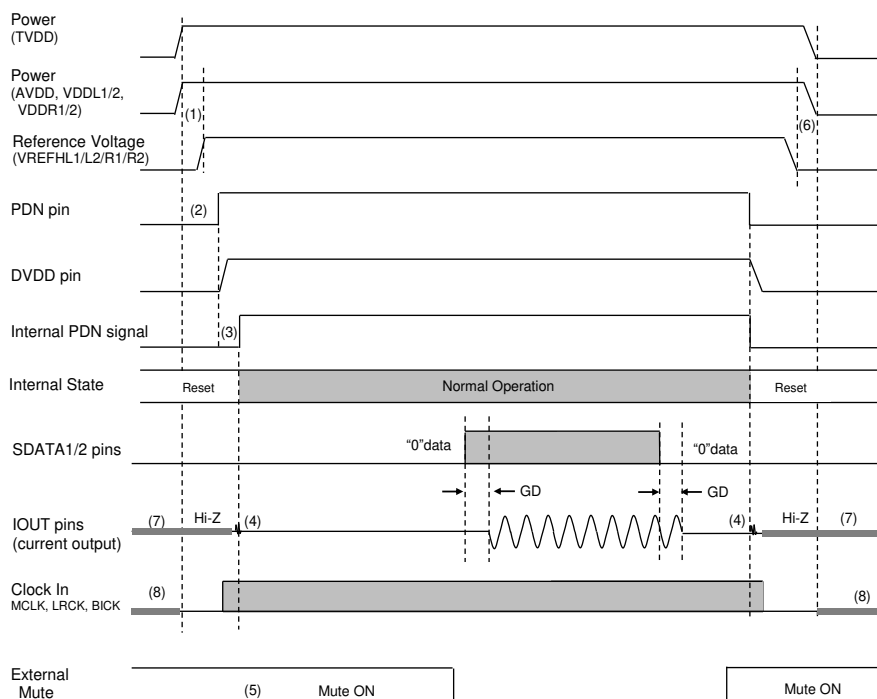 Power
(TVDD)
Power
(AVDD, VDDL1/2,
VDDR1/2)
(1)
(6)
Reference Voltage
(VREFHL1/L2/R1/R2)
PDN pin
(2)
DVDD pin
Internal PDN signal
(3)
Internal State
Reset
Normal Operation
Reset
SDATA1/2 pins
“0”data
“0”data
GD
GD
IOUT pins
(current output)
(7)
Hi-Z
(4)
(4)
Hi-Z
(7)
Clock In
MCLK, LRCK, BICK
(8)
(8)
External
Mute
(5)
Mute ON
Mute ON